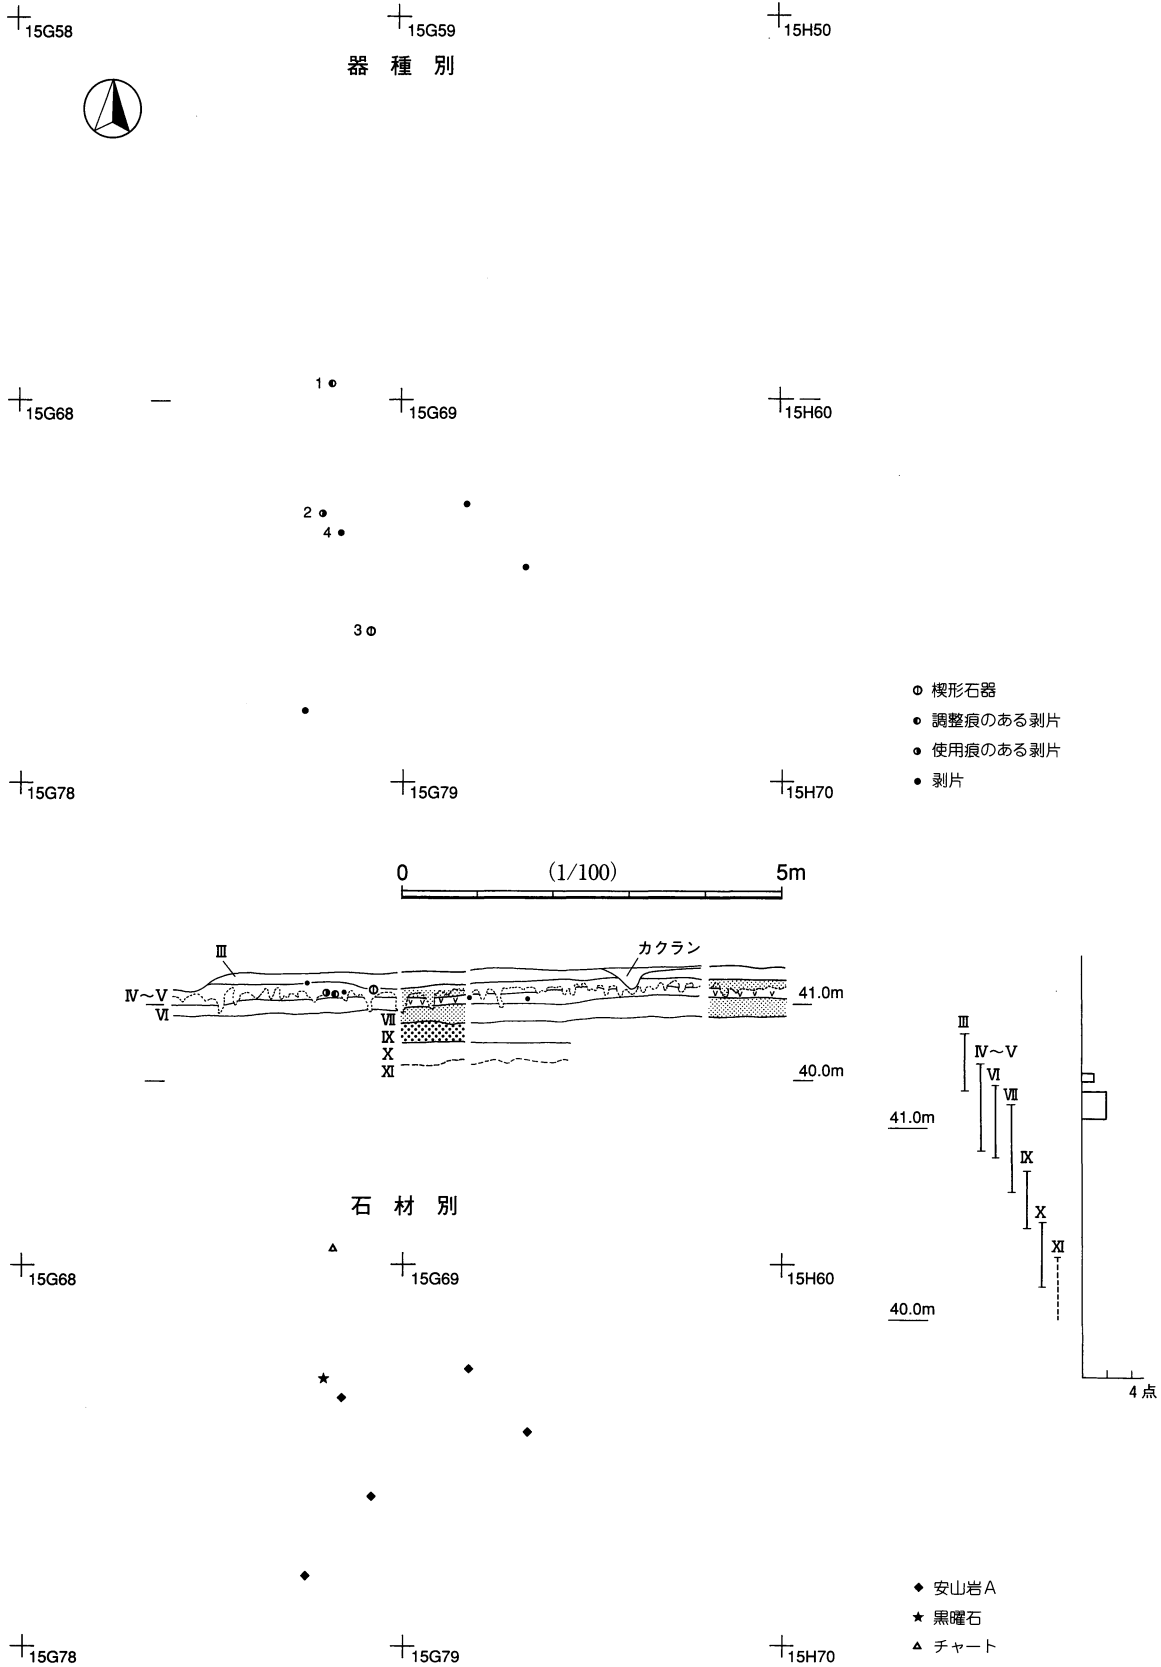 15G58
15G59
15H50
器種別
1
15G68
15G69
15H60
2
4
3
楔形石器
調整痕のある剥片
使用痕のある剥片
剥片
15G78
15G79
15H70
0 (1/100) 5m
Ⅲ
カクラン
Ⅳ～Ⅴ
Ⅵ
Ⅶ
Ⅸ
Ⅹ
Ⅺ
41.0m
40.0m
Ⅲ
Ⅳ～Ⅴ
Ⅵ
Ⅶ
Ⅸ
Ⅹ
Ⅺ
41.0m
40.0m
4点
石材別
15G68
15G69
15H60
安山岩A
黒曜石
チャート
15G78
15G79
15H70